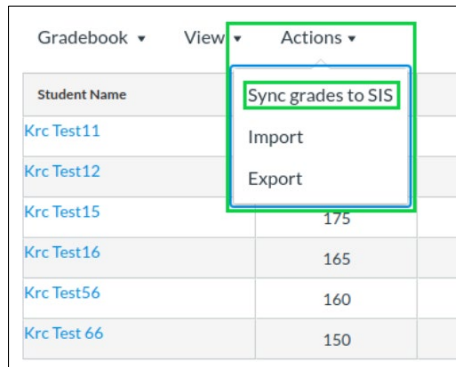 Gradebook ▾ View ▾ Actions ▾
Student Name
Sync grades to SIS
Krc Test11
Import
Krc Test12
Export
Krc Test15 175
Krc Test16 165
Krc Test56 160
Krc Test 66 150